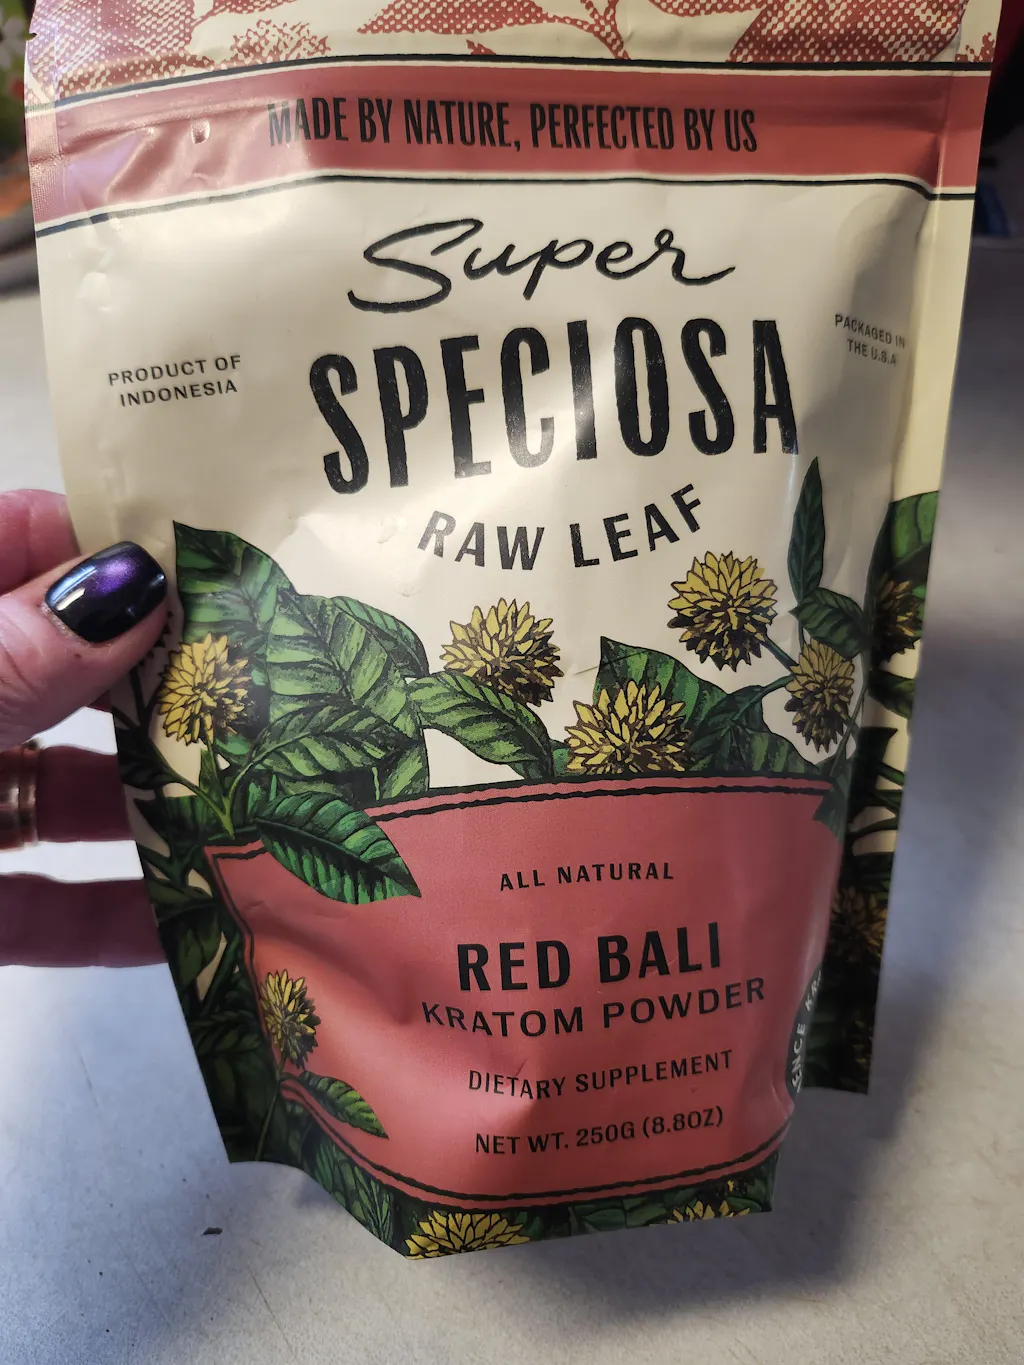 MADE BY NATURE, PERFECTED BY US
Super
SPECIOSA
RAW LEAF
PRODUCT OF
INDONESIA
PACKAGED IN
THE U.S.A
ALL NATURAL
RED BALI
KRATOM POWDER
DIETARY SUPPLEMENT
NET WT. 250G (8.8OZ)